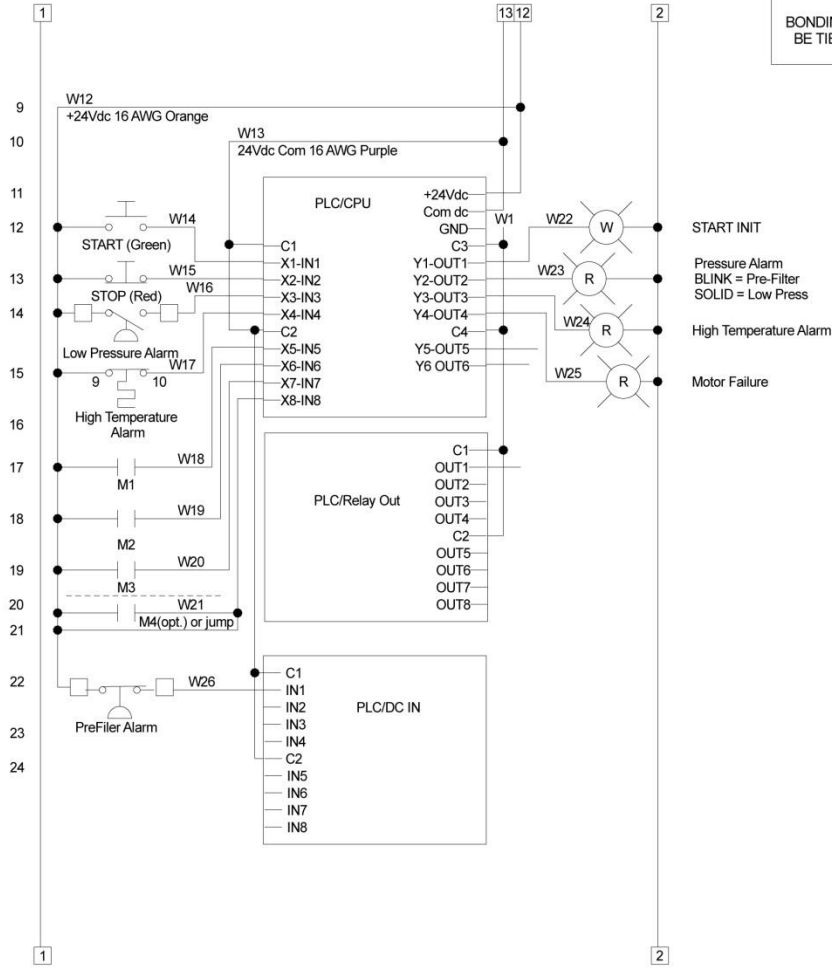 1
13
12
2
BONDIN
BE TIE
9
W12
+24Vdc 16 AWG Orange
10
W13
24Vdc Com 16 AWG Purple
11
PLC/CPU
+24Vdc
Com dc
GND
W1
12
START (Green)
W14
C1
C3
W22
W
START INIT
X1-IN1
Y1-OUT1
13
STOP (Red)
W15
X2-IN2
Y2-OUT2
W23
R
Pressure Alarm
BLINK = Pre-Filter
SOLID = Low Press
W16
X3-IN3
Y3-OUT3
14
X4-IN4
Y4-OUT4
W24
R
High Temperature Alarm
Low Pressure Alarm
C2
C4
W17
X5-IN5
Y5-OUT5
15
9
10
X6-IN6
Y6 OUT6
W25
R
Motor Failure
X7-IN7
X8-IN8
High Temperature
Alarm
16
17
M1
W18
PLC/Relay Out
C1
OUT1
OUT2
OUT3
OUT4
C2
OUT5
OUT6
OUT7
OUT8
18
M2
W19
19
M3
W20
20
W21
M4(opt.) or jump
21
22
W26
PreFiler Alarm
PLC/DC IN
C1
IN1
IN2
IN3
IN4
C2
IN5
IN6
IN7
IN8
23
24
1
2